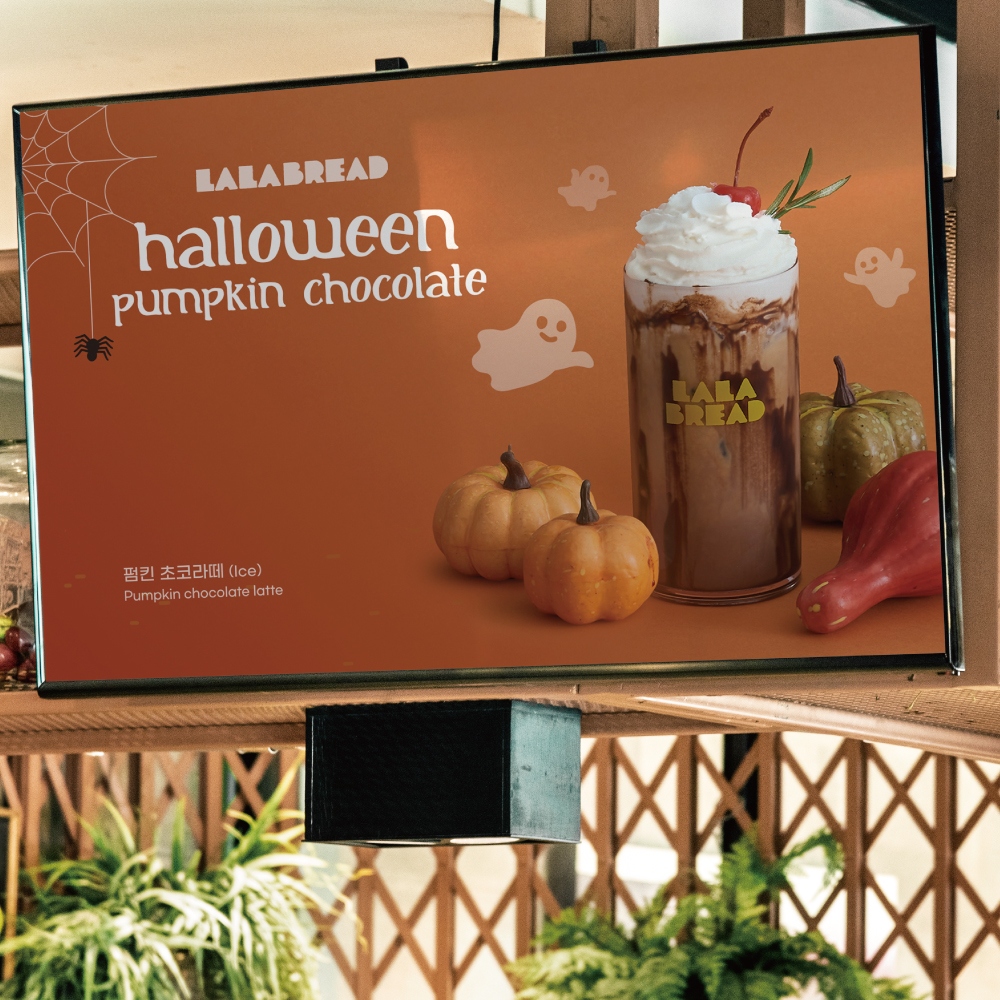 LALABREAD
halloween
pumpkin chocolate
LALA
BREAD
펌킨 초코라떼 (Ice)
Pumpkin chocolate latte